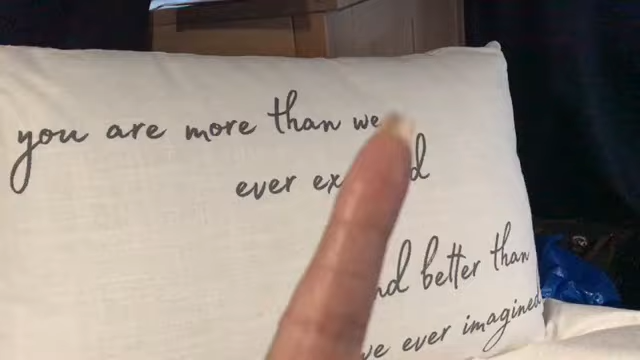 you are more than we
ever
better than
ever imagined